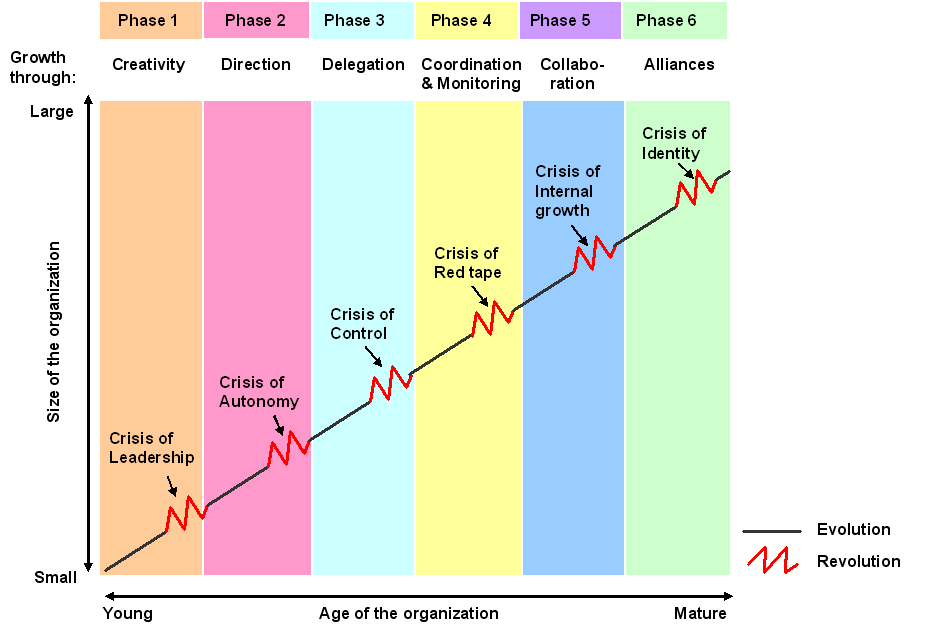 Phase 1
Phase 2
Phase 3
Phase 4
Phase 5
Phase 6
Growth
through:
Creativity
Direction
Delegation
Coordination
& Monitoring
Collabo-
ration
Alliances
Large
Crisis of
Identity
Crisis of
Internal
growth
Crisis of
Red tape
Crisis of
Control
Crisis of
Autonomy
Crisis of
Leadership
Size of the organization
Small
Evolution
Revolution
Young
Age of the organization
Mature